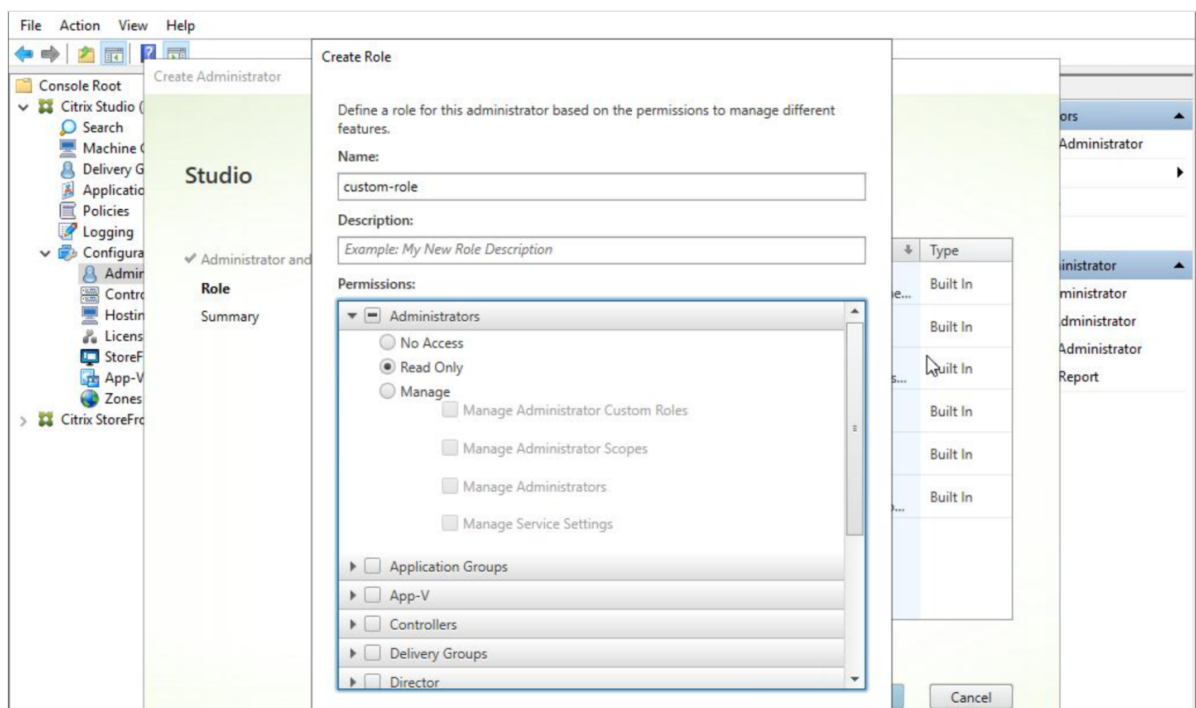 File Action View Help
Create Role
Console Root
Create Administrator
Citrix Studio (
Search
Machine
Delivery G
Applicatio
Policies
Logging
Configura
Admin
Contro
Hostin
Licens
StoreF
App-V
Zones
Citrix StoreFro
Studio
Administrator and
Role
Summary
Define a role for this administrator based on the permissions to manage different
features.
Name:
custom-role
Description:
Example: My New Role Description
Permissions:
Administrators
No Access
Read Only
Manage
Manage Administrator Custom Roles
Manage Administrator Scopes
Manage Administrators
Manage Service Settings
Application Groups
App-V
Controllers
Delivery Groups
Director
Type
Built In
Built In
Built In
Built In
Built In
Built In
Cancel
ors
Administrator
inistrator
ministrator
dministrator
Administrator
Report